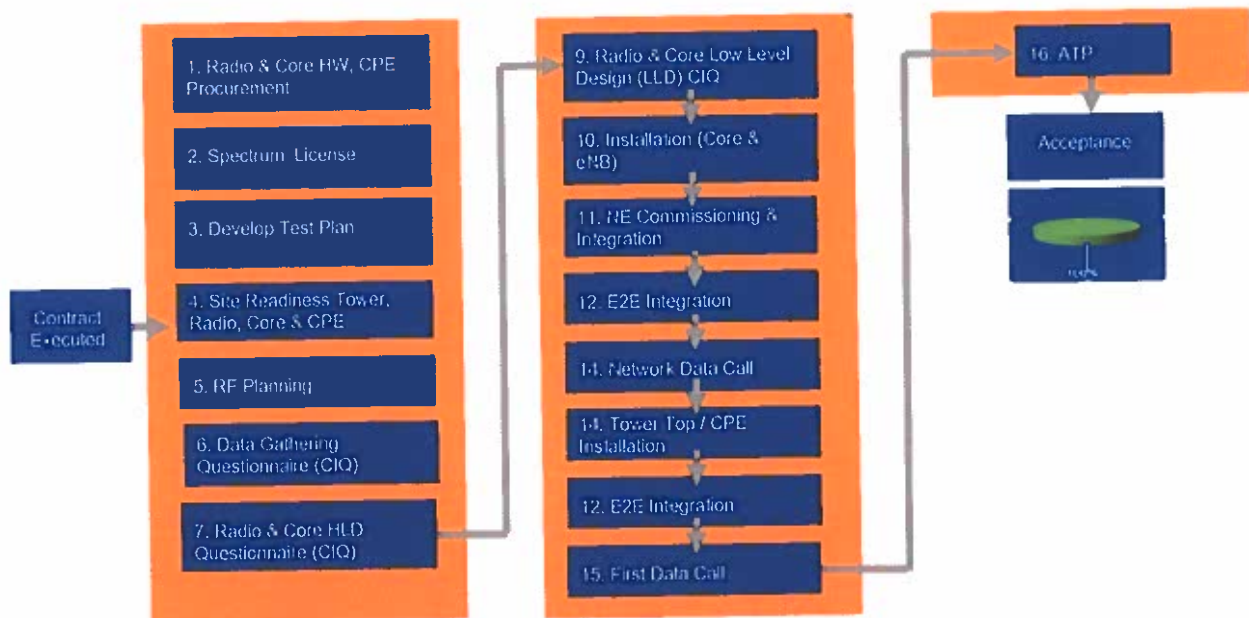 Contract
Executed
1. Radio & Core HW, CPE
Procurement
2. Spectrum License
3. Develop Test Plan
4. Site Readiness Tower,
Radio, Core & CPE
5. RF Planning
6. Data Gathering
Questionnaire (CIQ)
7. Radio & Core HLD
Questionnaire (CIQ)
9. Radio & Core Low Level
Design (LLD) CIQ
10. Installation (Core &
eNB)
11. NE Commissioning &
Integration
12. E2E Integration
14. Network Data Call
14. Tower Top / CPE
Installation
12. E2E Integration
15. First Data Call
16. ATP
Acceptance
100%